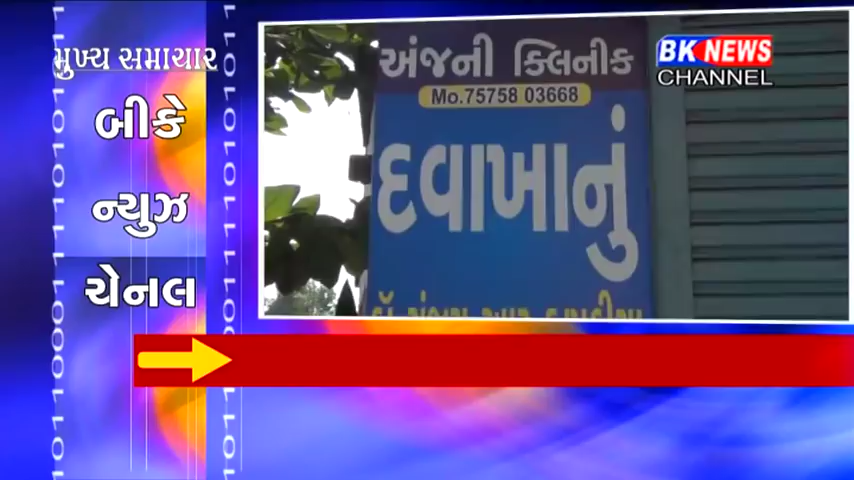 મુખ્ય સમાચાર
બીકે
ન્યુઝ
ચેનલ
અંજની ક્લિનીક
Mo.75758 03668
દવાખાનું
BK NEWS
CHANNEL